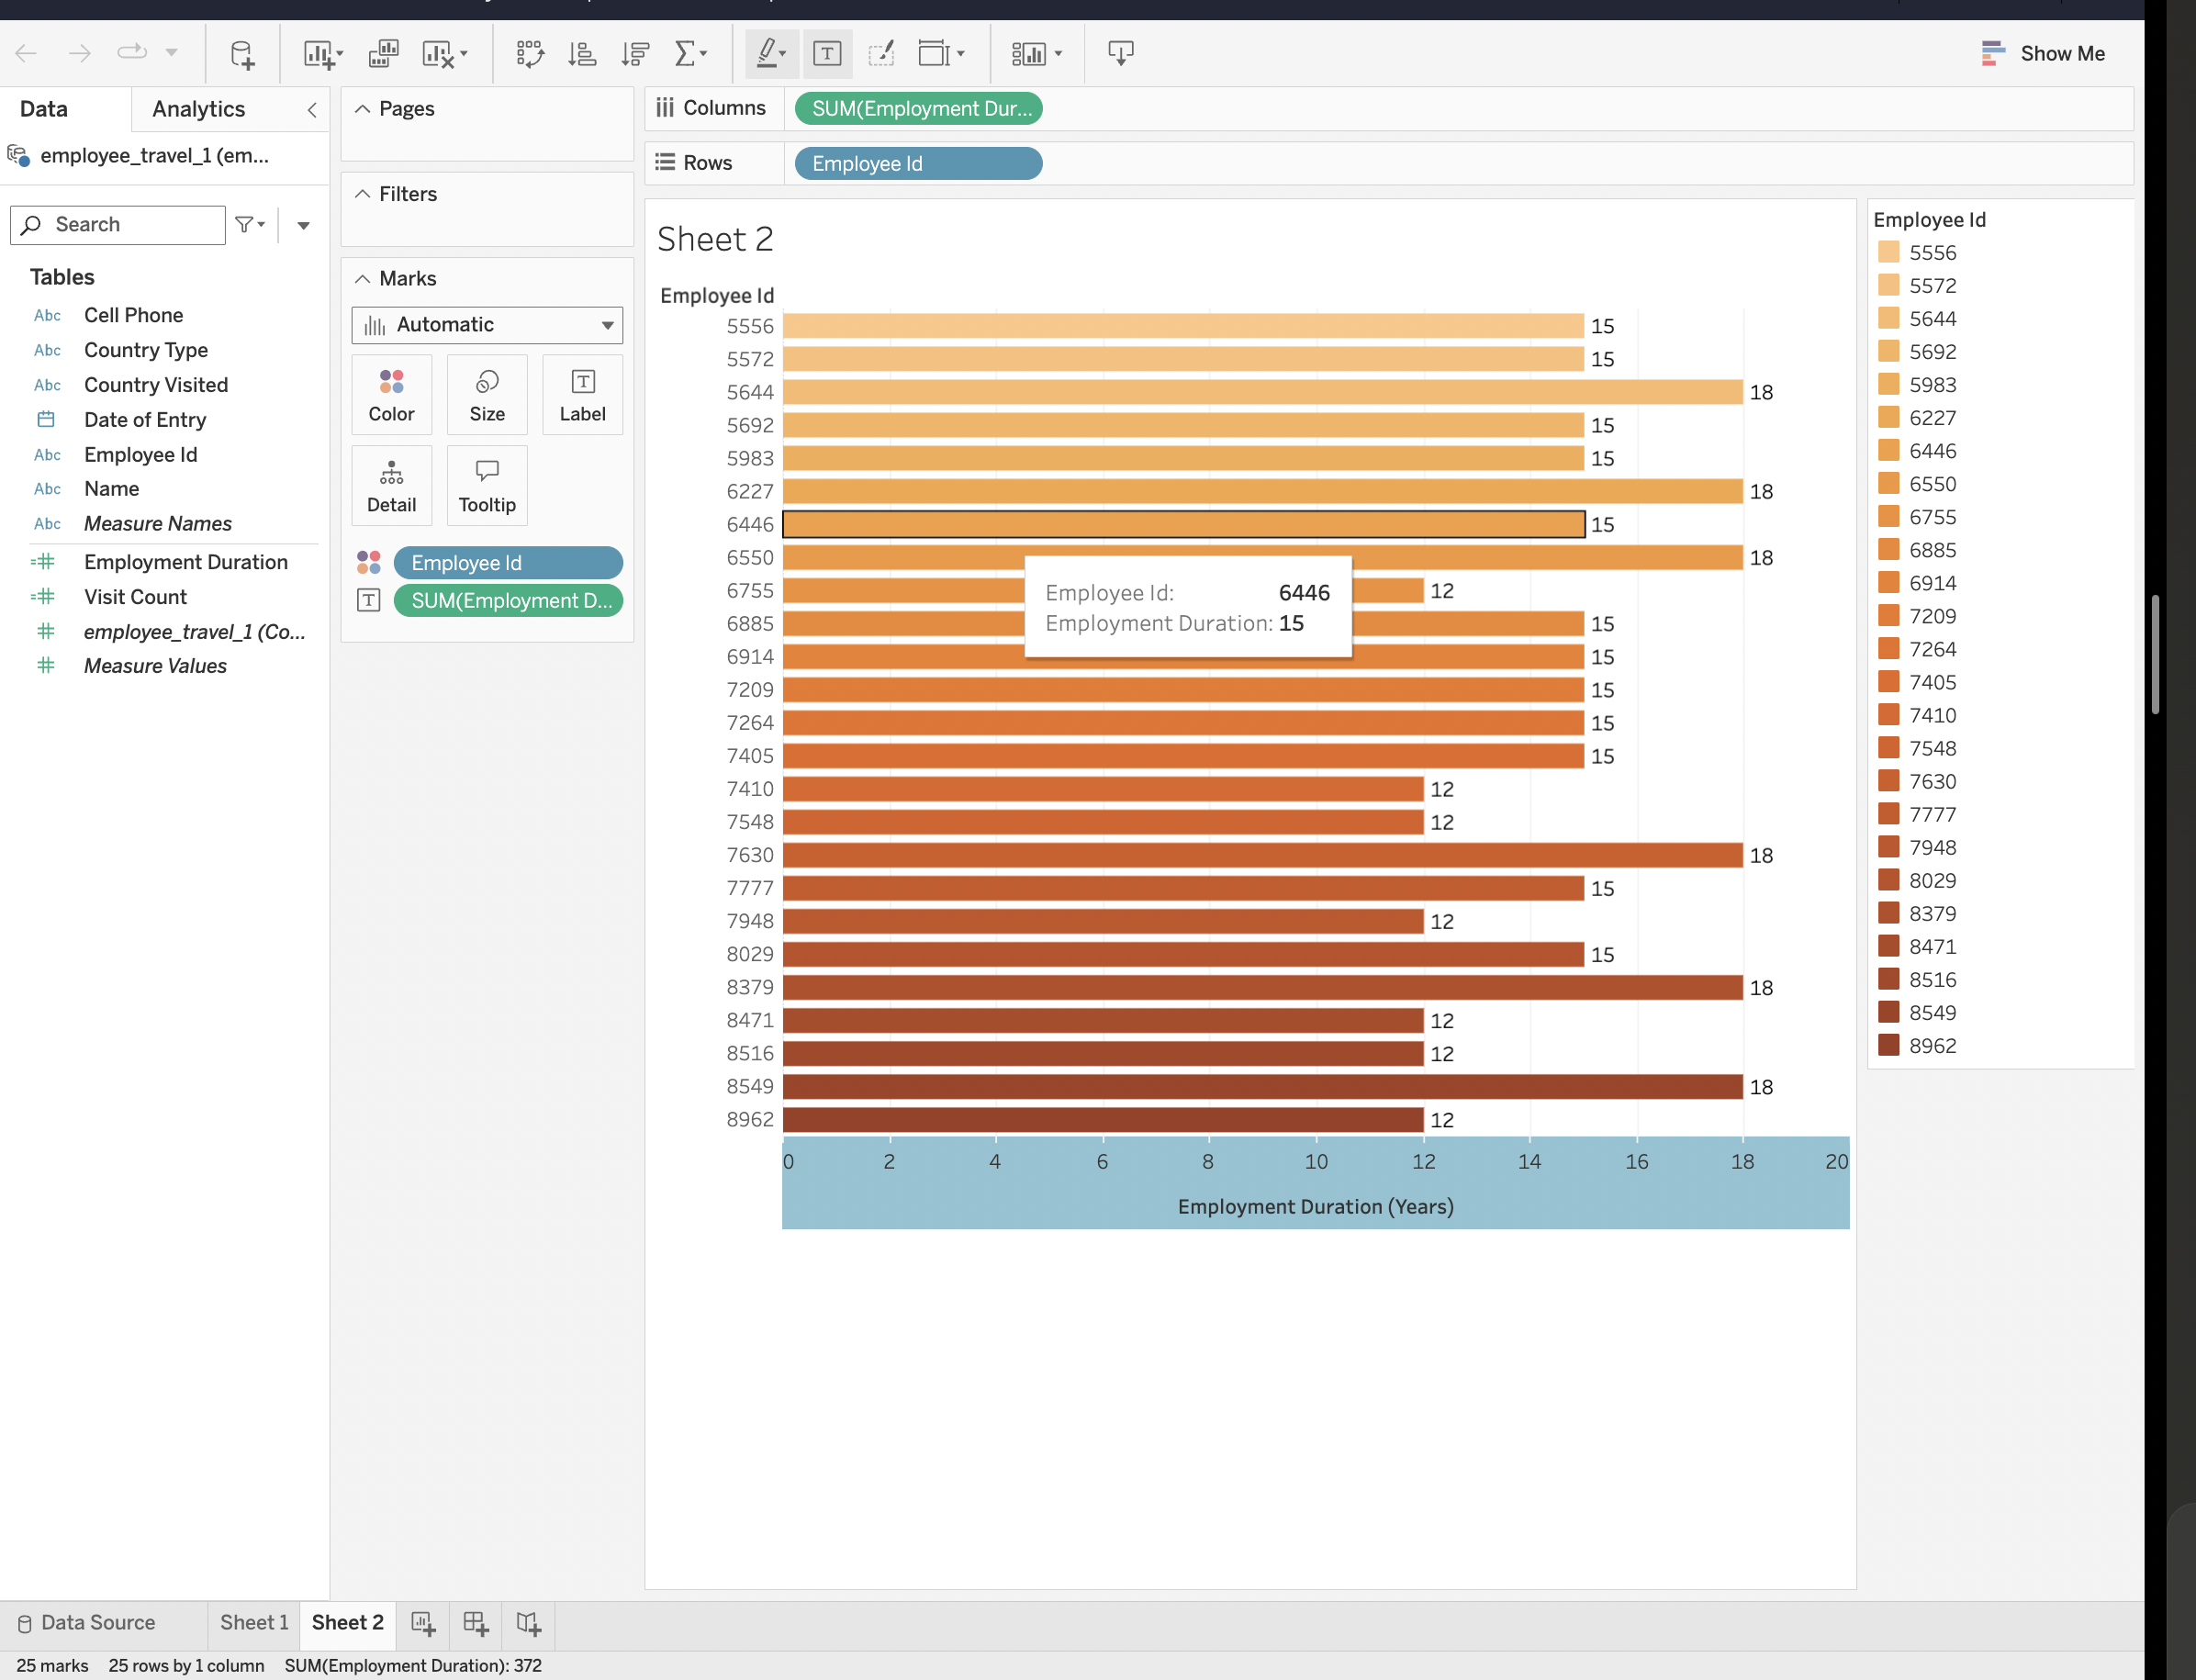 Show Me
Data
Analytics
employee_travel_1 (em...
Search
Tables
Abc Cell Phone
Abc Country Type
Abc Country Visited
Date of Entry
Abc Employee Id
Abc Name
Abc Measure Names
Employment Duration
Visit Count
employee_travel_1 (Co...
Measure Values
Pages
Filters
Marks
Automatic
Color
Size
Label
Detail
Tooltip
Employee Id
SUM(Employment D...
Columns
SUM(Employment Dur...
Rows
Employee Id
Sheet 2
Employee Id
5556 15
5572 15
5644 18
5692 15
5983 15
6227 18
6446 15
6550 18
6755 12
6885 15
6914 15
7209 15
7264 15
7405 15
7410 12
7548 12
7630 18
7777 15
7948 12
8029 15
8379 18
8471 12
8516 12
8549 18
8962 12
Employee Id: 6446
Employment Duration: 15
0 2 4 6 8 10 12 14 16 18 20
Employment Duration (Years)
Employee Id
5556
5572
5644
5692
5983
6227
6446
6550
6755
6885
6914
7209
7264
7405
7410
7548
7630
7777
7948
8029
8379
8471
8516
8549
8962
Data Source
Sheet 1
Sheet 2
25 marks 25 rows by 1 column SUM(Employment Duration): 372